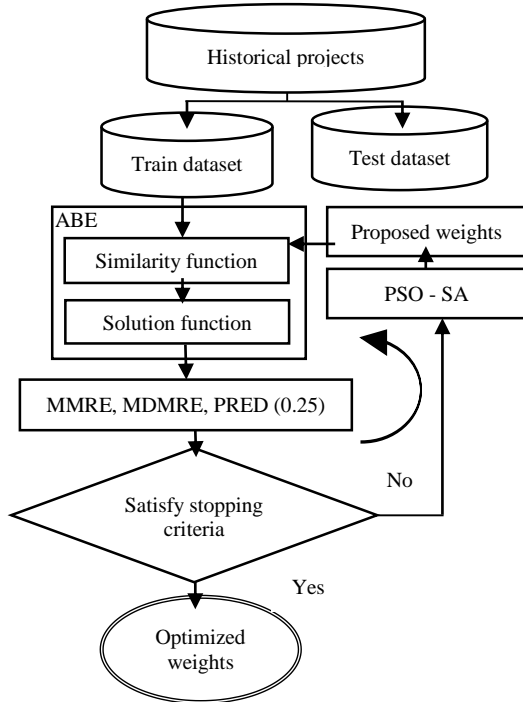 Historical projects
Train dataset
Test dataset
ABE
Proposed weights
Similarity function
PSO - SA
Solution function
MMRE, MDMRE, PRED (0.25)
No
Satisfy stopping
criteria
Yes
Optimized
weights